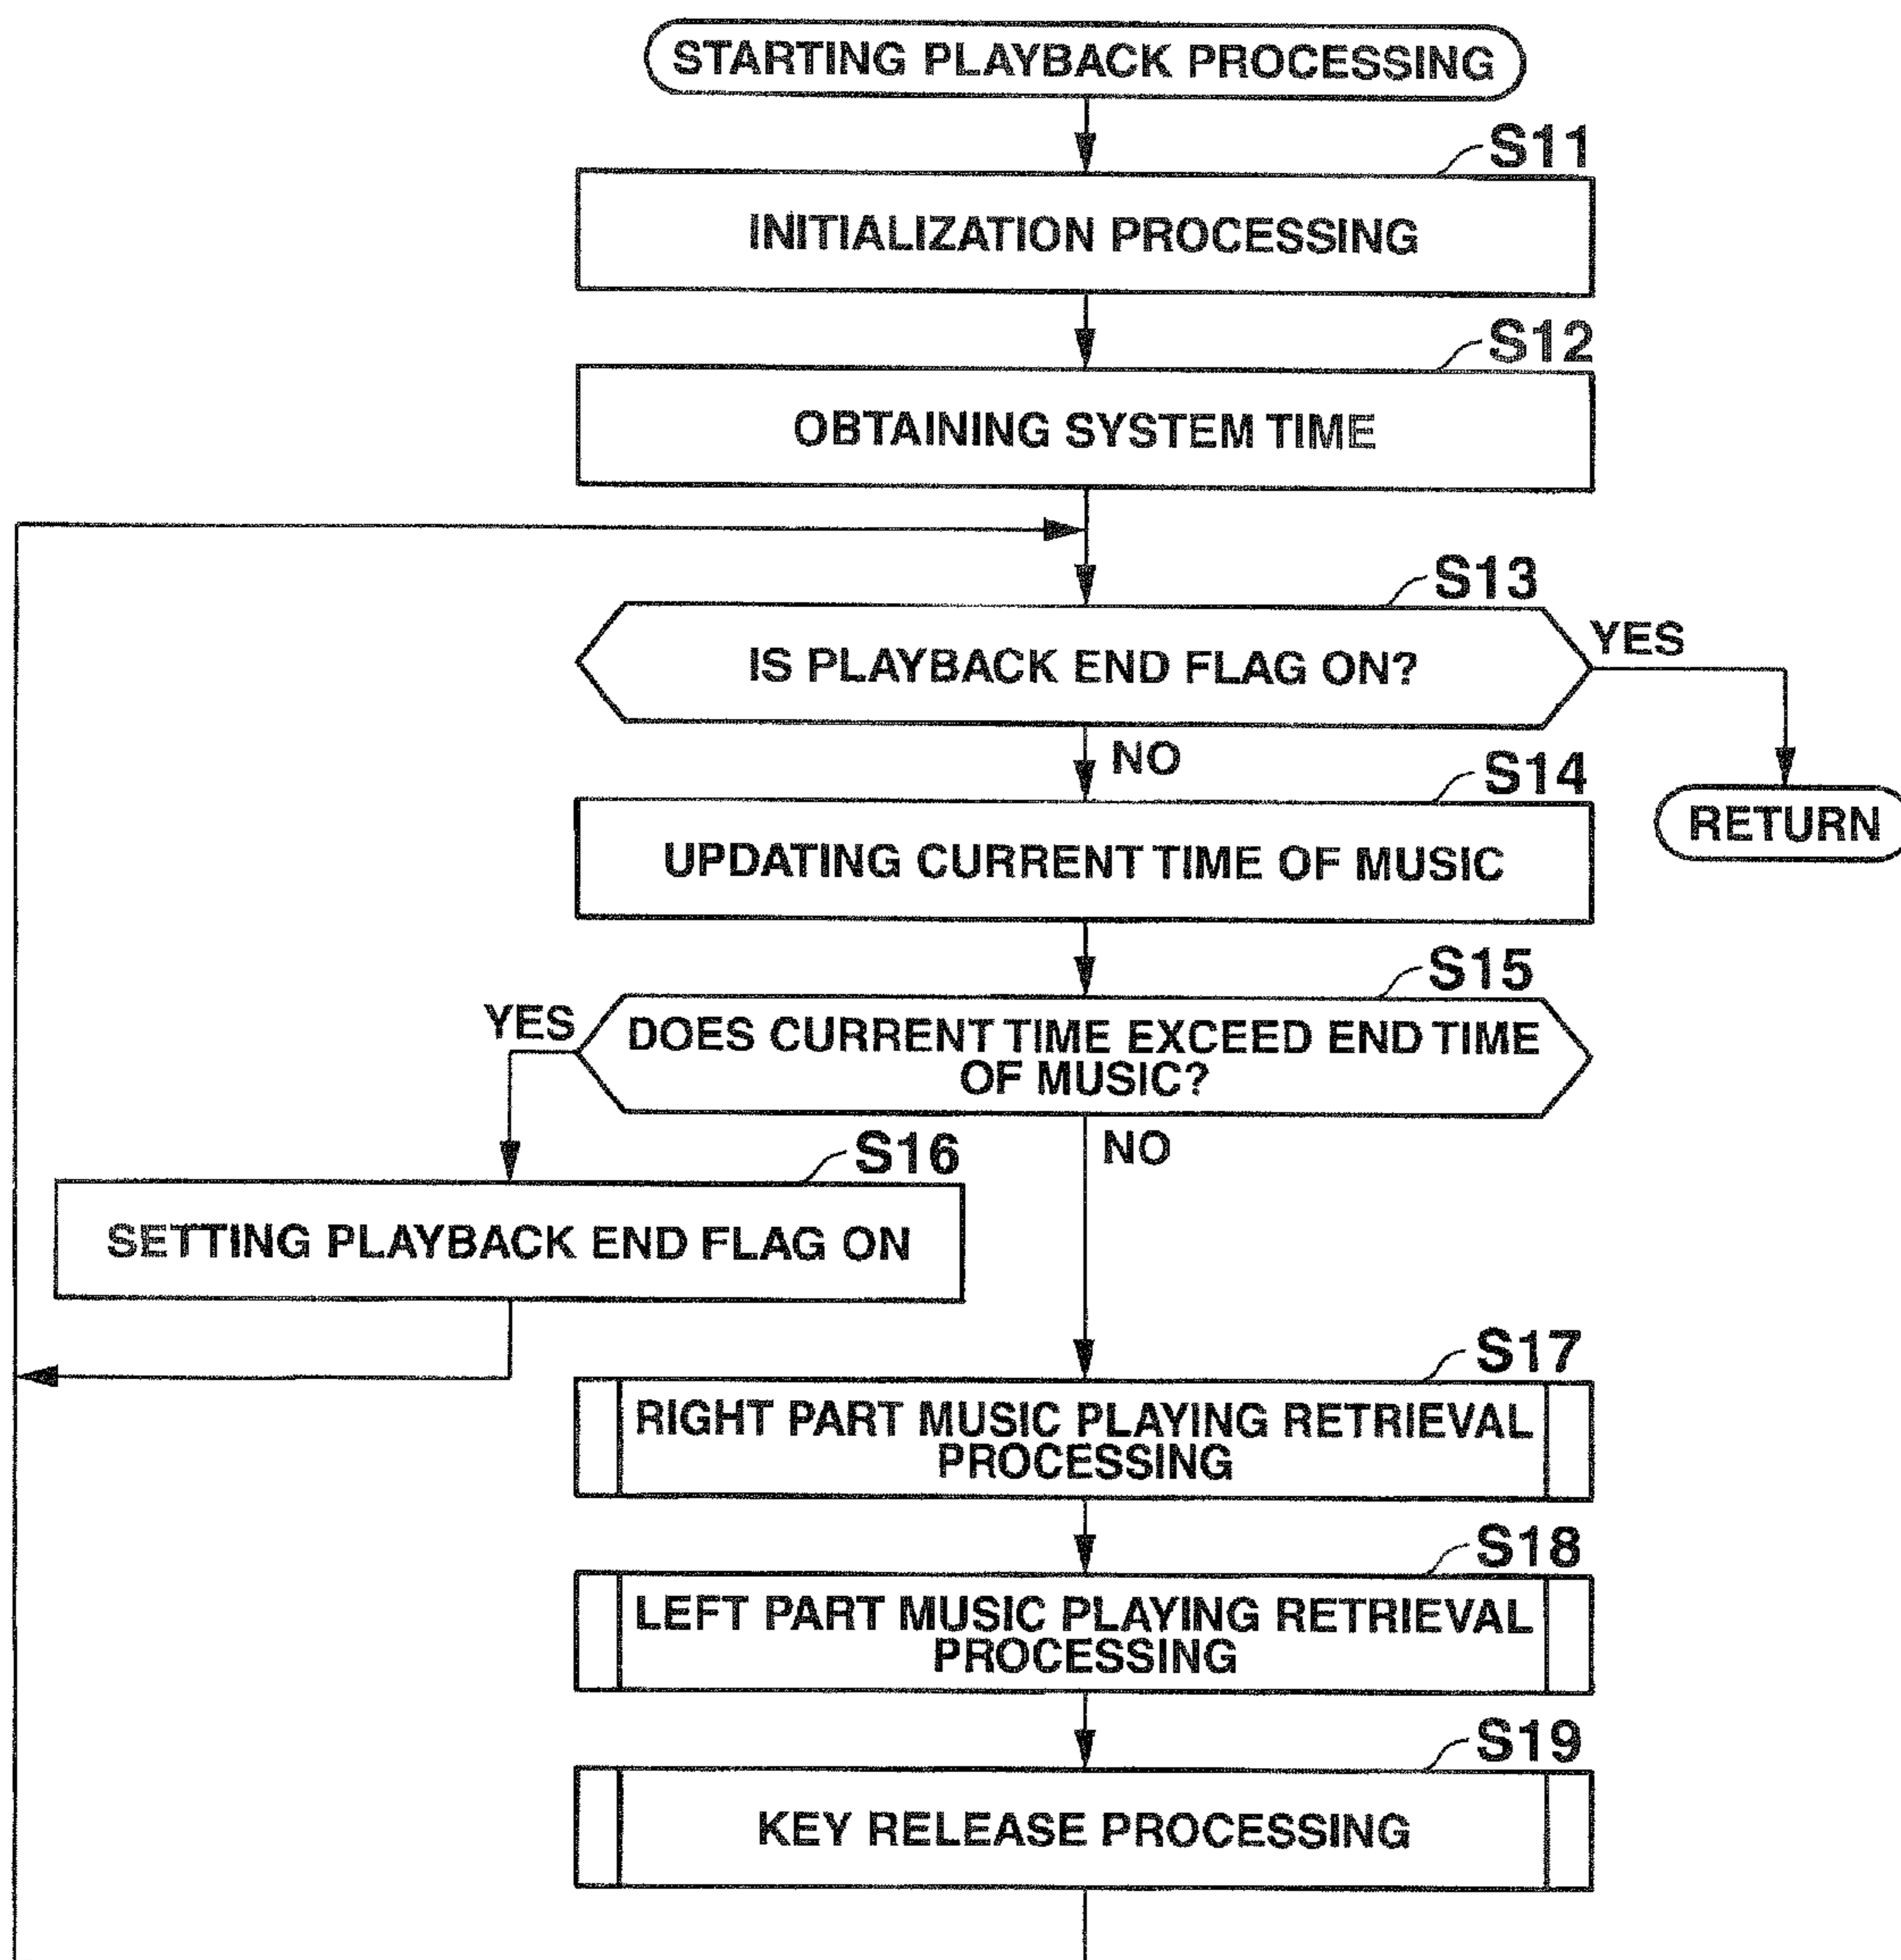 STARTING PLAYBACK PROCESSING
S11
INITIALIZATION PROCESSING
S12
OBTAINING SYSTEM TIME
S13
IS PLAYBACK END FLAG ON?
YES
NO
S14
RETURN
UPDATING CURRENT TIME OF MUSIC
S15
YES
DOES CURRENT TIME EXCEED END TIME
OF MUSIC?
NO
S16
SETTING PLAYBACK END FLAG ON
S17
RIGHT PART MUSIC PLAYING RETRIEVAL
PROCESSING
S18
LEFT PART MUSIC PLAYING RETRIEVAL
PROCESSING
S19
KEY RELEASE PROCESSING